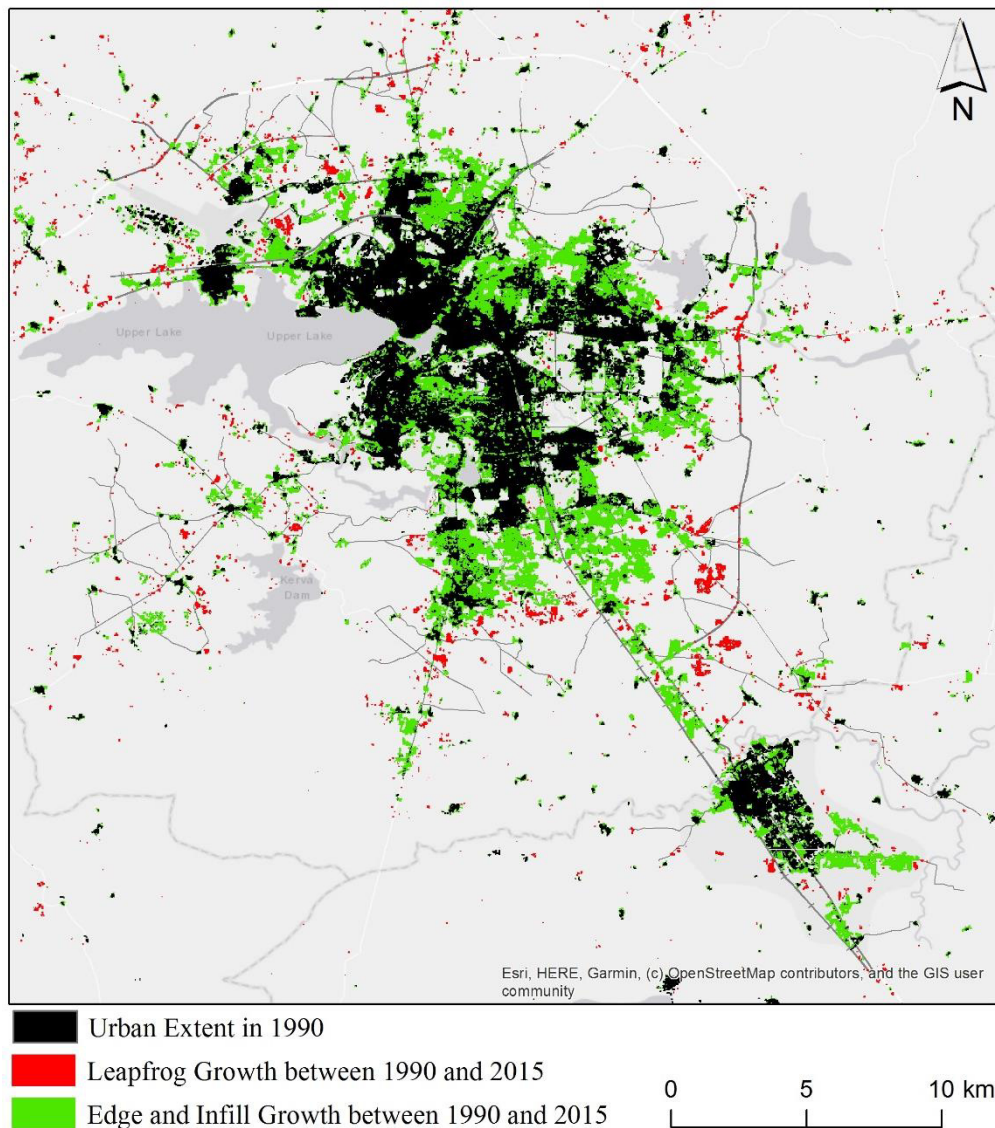 N
Upper Lake
Upper Lake
Kerva
Dam
Esri, HERE, Garmin, (c) OpenStreetMap contributors, and the GIS user
community
Urban Extent in 1990
Leapfrog Growth between 1990 and 2015
Edge and Infill Growth between 1990 and 2015
0 5 10 km